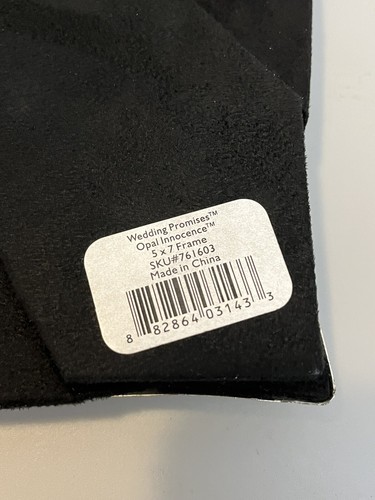 Wedding Promises™
Opal Innocence™
5 x 7 Frame
SKU#761603
Made in China
8 82864 03143 3